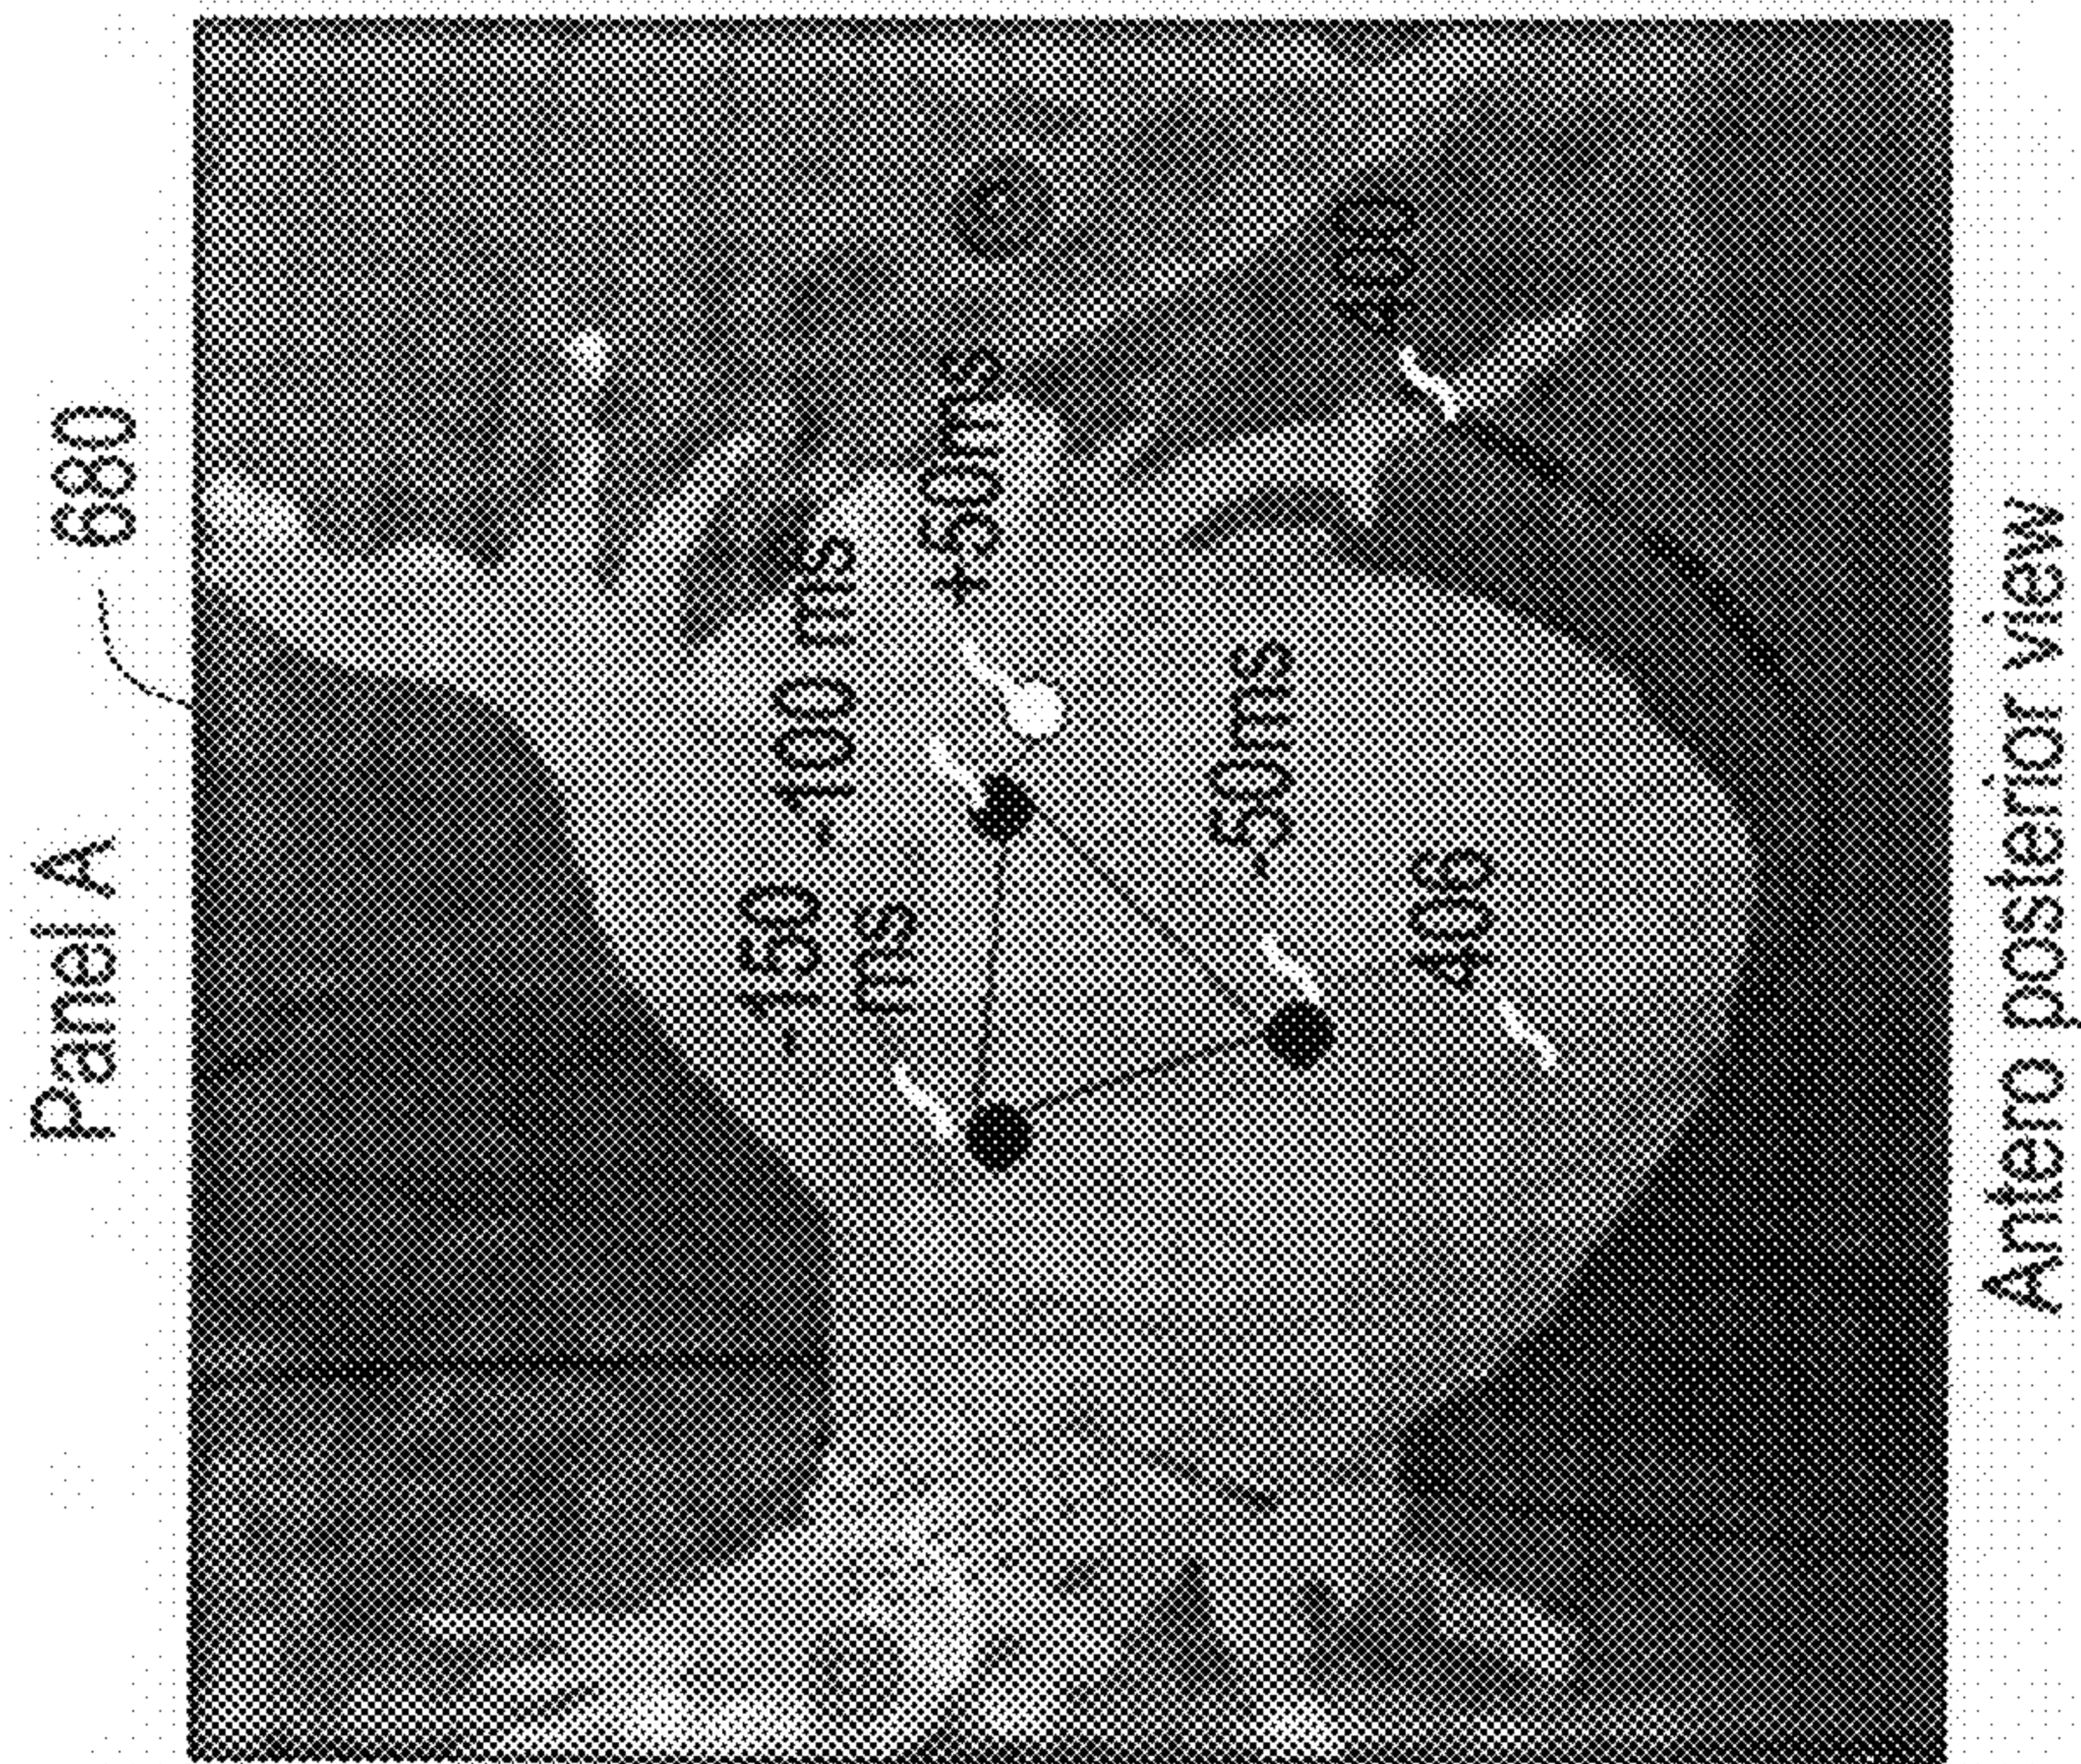 Panel A
680
-150
ms
-100 ms
+50ms
-50ms
400
406
Antero posterior view